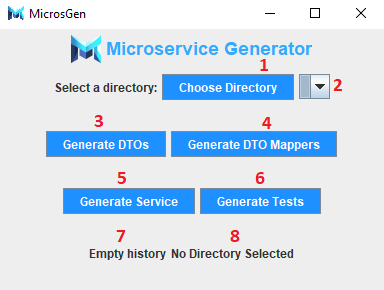 MicrosGen
Microservice Generator
1
Select a directory: Choose Directory 2
3 4
Generate DTOs Generate DTO Mappers
5 6
Generate Service Generate Tests
7 8
Empty history No Directory Selected